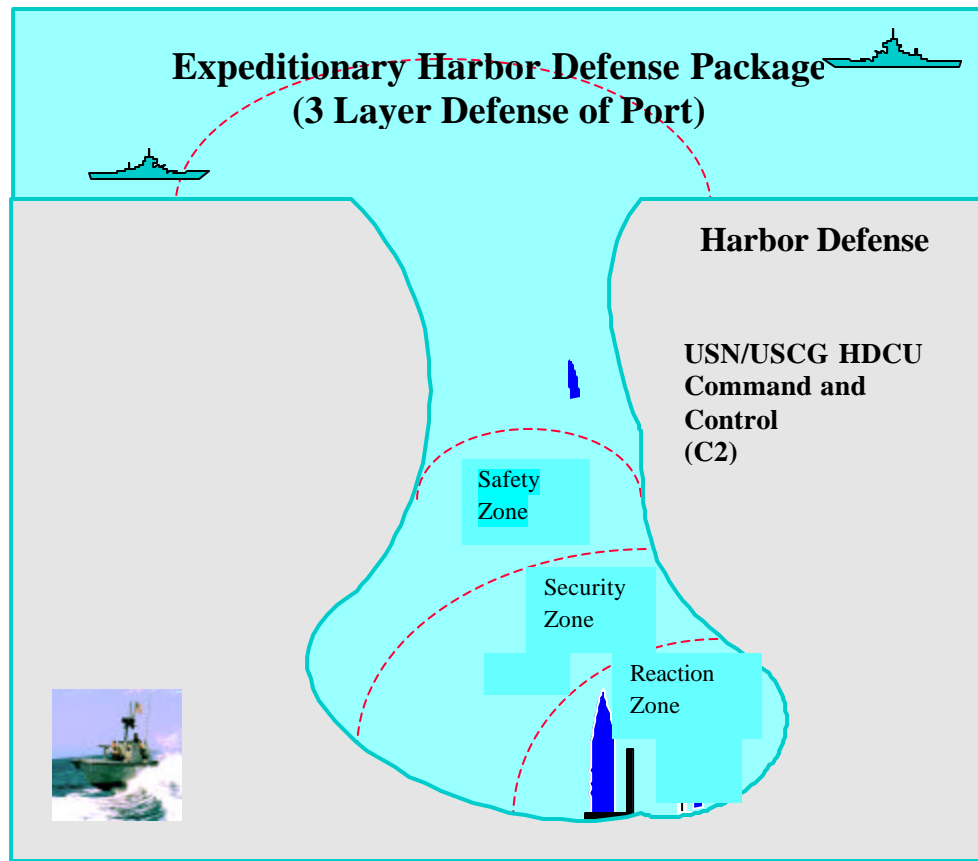 Expeditionary Harbor Defense Package
(3 Layer Defense of Port)
Harbor Defense
USN/USCG HDCU
Command and
Control
(C2)
Safety
Zone
Security
Zone
Reaction
Zone